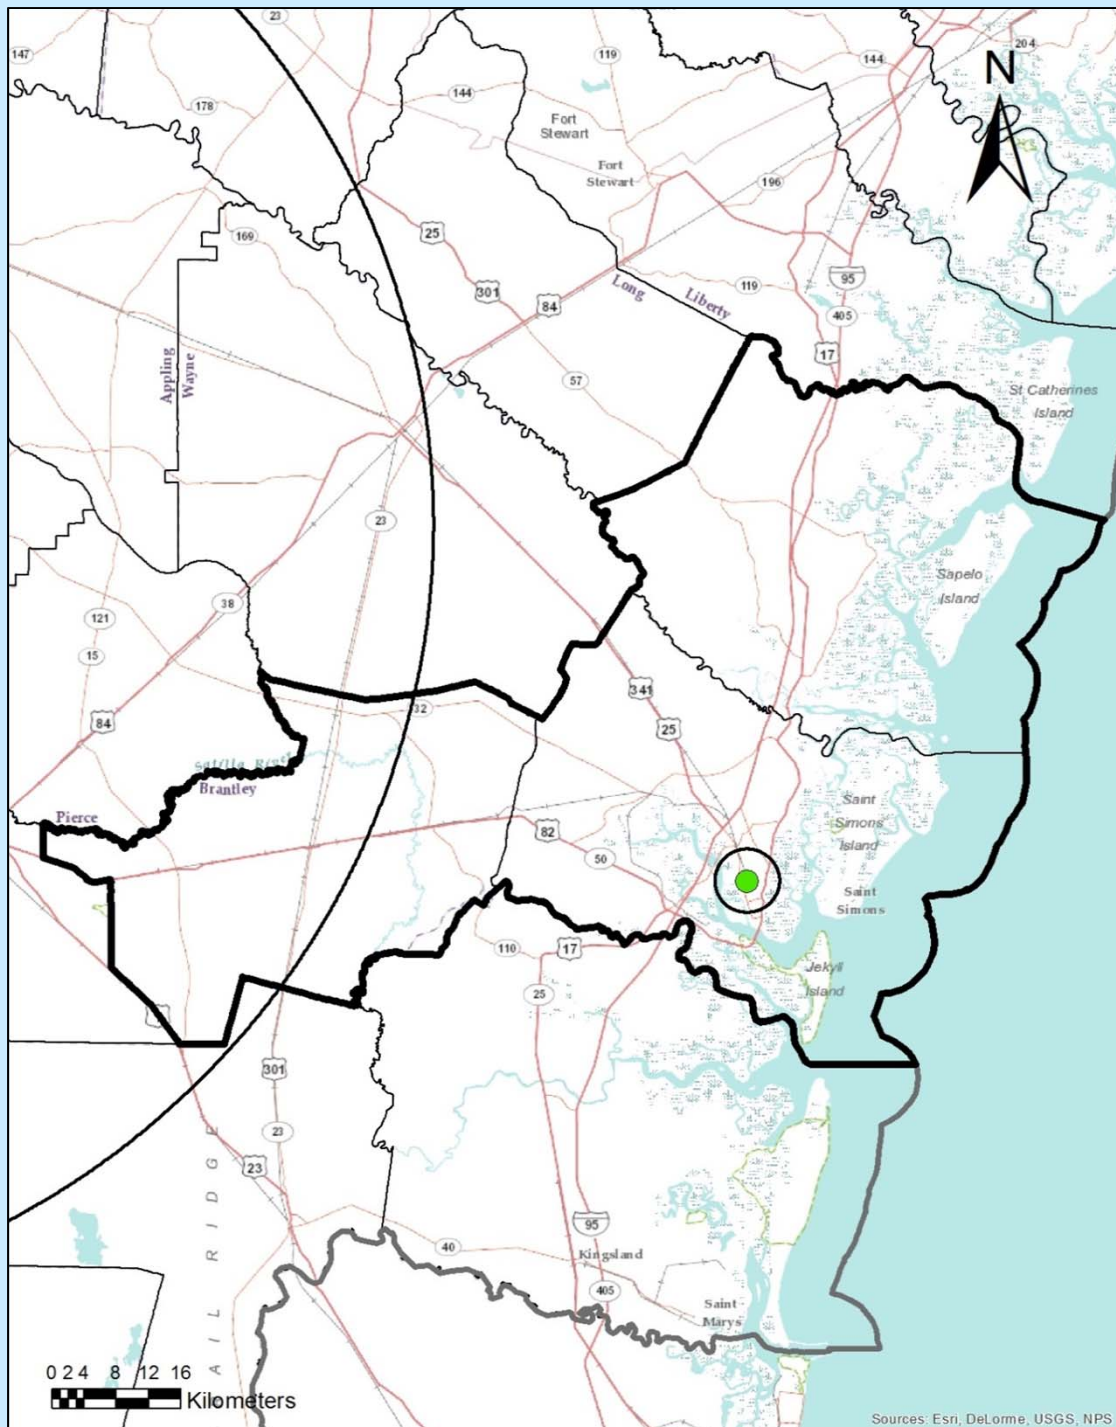 23
204
147
119
144
N
178
144
Fort
Stewart
Fort
Stewart
196
169
25
95
Long
Liberty
119
301
84
405
17
Appling
Wayne
57
St Catherines
Island
23
Sapelo
Island
38
121
15
341
84
32
25
Satilla River
Brantley
Pierce
Saint
Simons
Island
82
50
Saint
Simons
110
17
Jekyll
Island
25
301
23
23
RIDGE
95
40
Kingsland
405
Saint
Marys
0 2 4 8 12 16
Kilometers
Sources: Esri, DeLorme, USGS, NPS